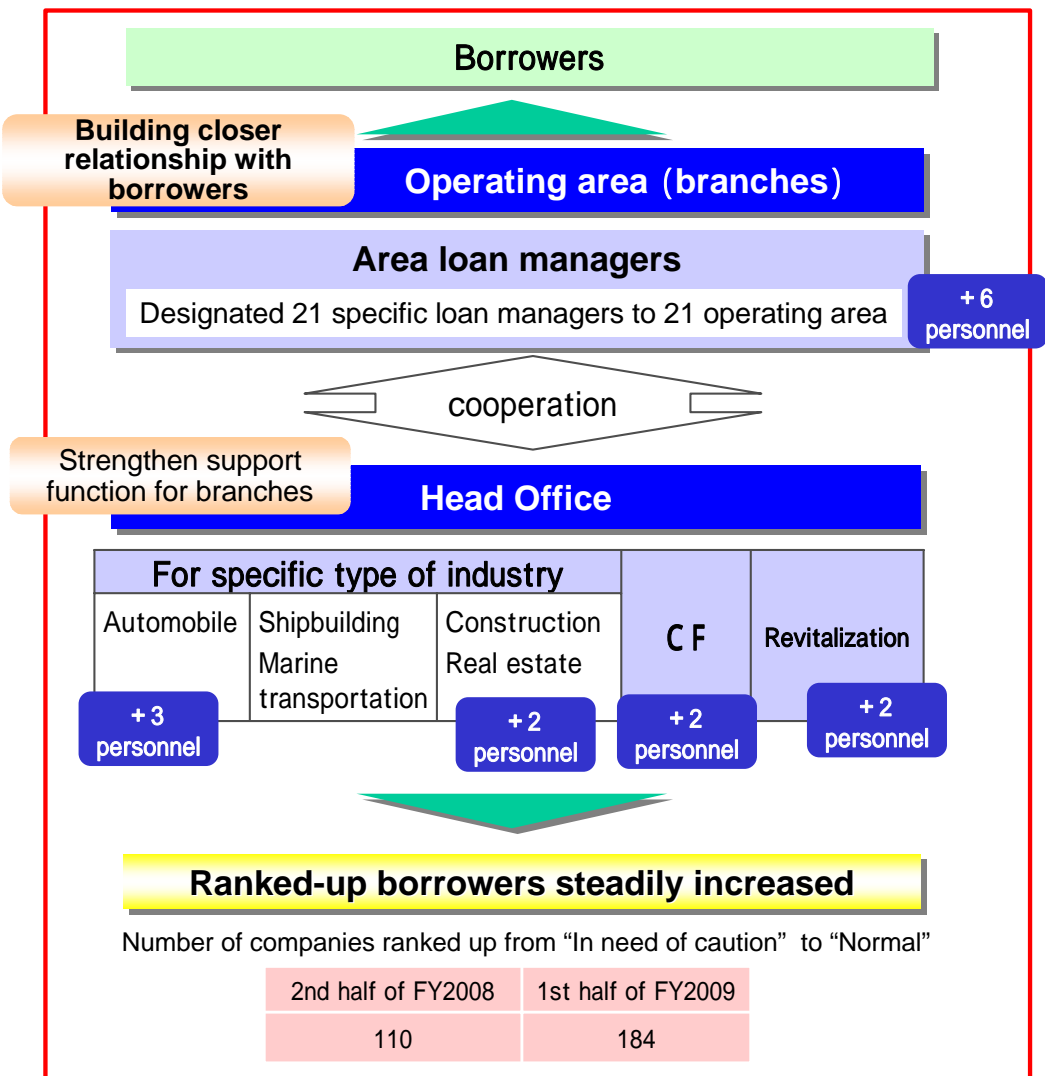 Borrowers
Building closer
relationship with
borrowers
Operating area (branches)
Area loan managers
Designated 21 specific loan managers to 21 operating area
+6
personnel
cooperation
Strengthen support
function for branches
Head Office
For specific type of industry
Automobile
Shipbuilding
Marine
transportation
Construction
Real estate
CF
Revitalization
+3
personnel
+2
personnel
+2
personnel
+2
personnel
Ranked-up borrowers steadily increased
Number of companies ranked up from “In need of caution” to “Normal”
2nd half of FY2008 1st half of FY2009
110 184